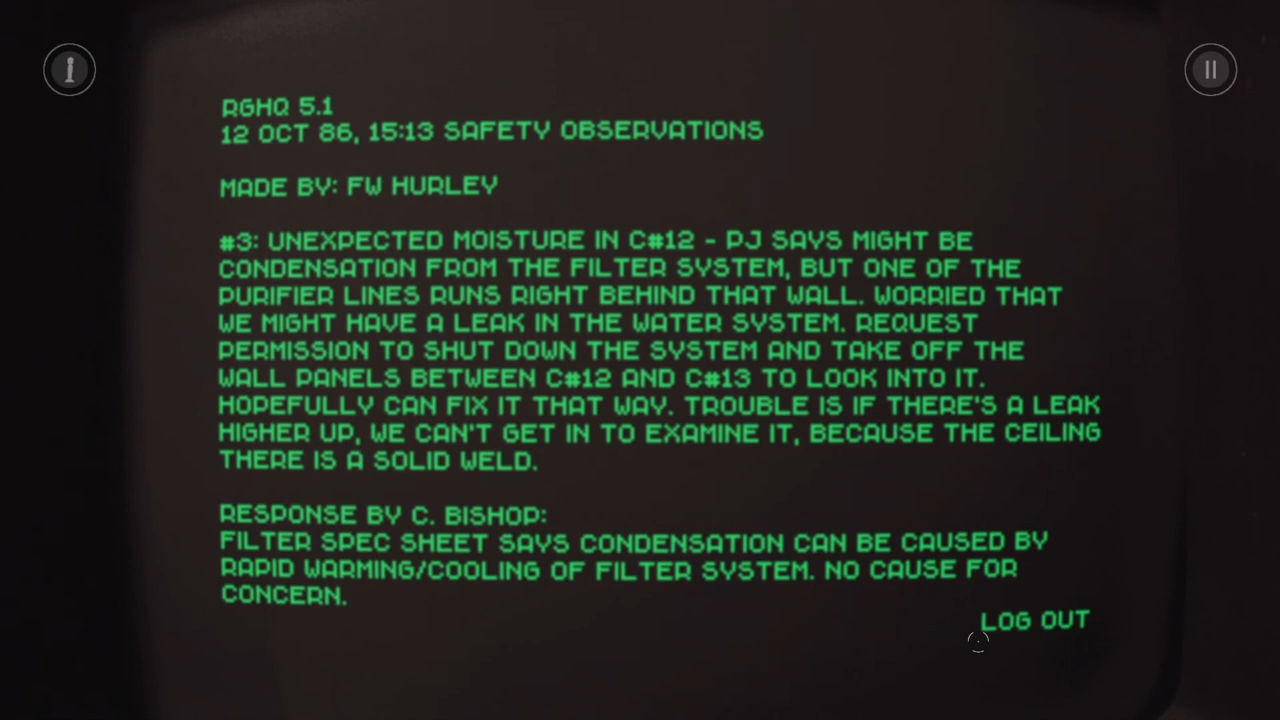 RGHQ 5.1
12 OCT 86, 15:13 SAFETY OBSERVATIONS
MADE BY: FW HURLEY
#3: UNEXPECTED MOISTURE IN C#12 - PJ SAYS MIGHT BE
CONDENSATION FROM THE FILTER SYSTEM, BUT ONE OF THE
PURIFIER LINES RUNS RIGHT BEHIND THAT WALL. WORRIED THAT
WE MIGHT HAVE A LEAK IN THE WATER SYSTEM. REQUEST
PERMISSION TO SHUT DOWN THE SYSTEM AND TAKE OFF THE
WALL PANELS BETWEEN C#12 AND C#13 TO LOOK INTO IT.
HOPEFULLY CAN FIX IT THAT WAY. TROUBLE IS IF THERE'S A LEAK
HIGHER UP, WE CAN'T GET IN TO EXAMINE IT, BECAUSE THE CEILING
THERE IS A SOLID WELD.
RESPONSE BY C. BISHOP:
FILTER SPEC SHEET SAYS CONDENSATION CAN BE CAUSED BY
RAPID WARMING/COOLING OF FILTER SYSTEM. NO CAUSE FOR
CONCERN.
LOG OUT